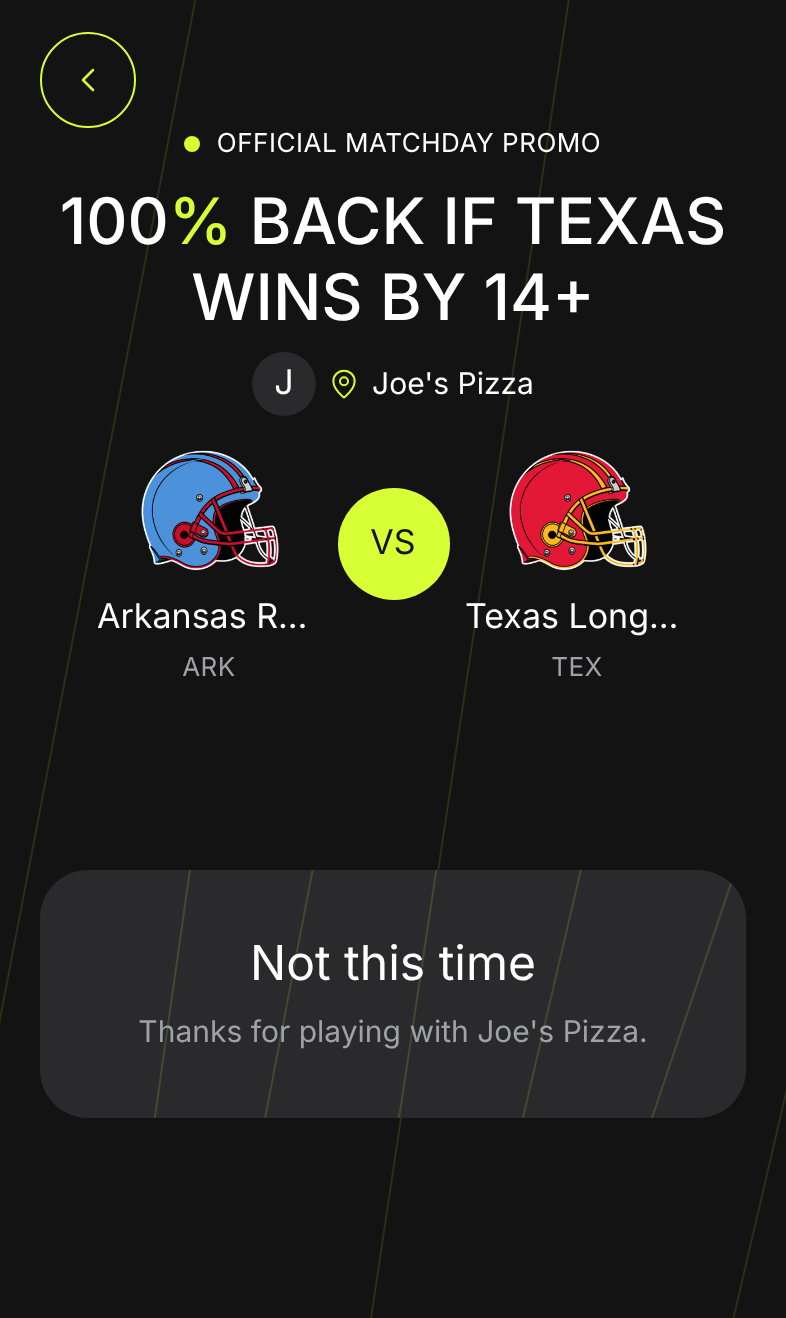 OFFICIAL MATCHDAY PROMO
100% BACK IF TEXAS
WINS BY 14+
J Joe's Pizza
VS
Arkansas R...
Texas Long...
ARK
TEX
Not this time
Thanks for playing with Joe's Pizza.